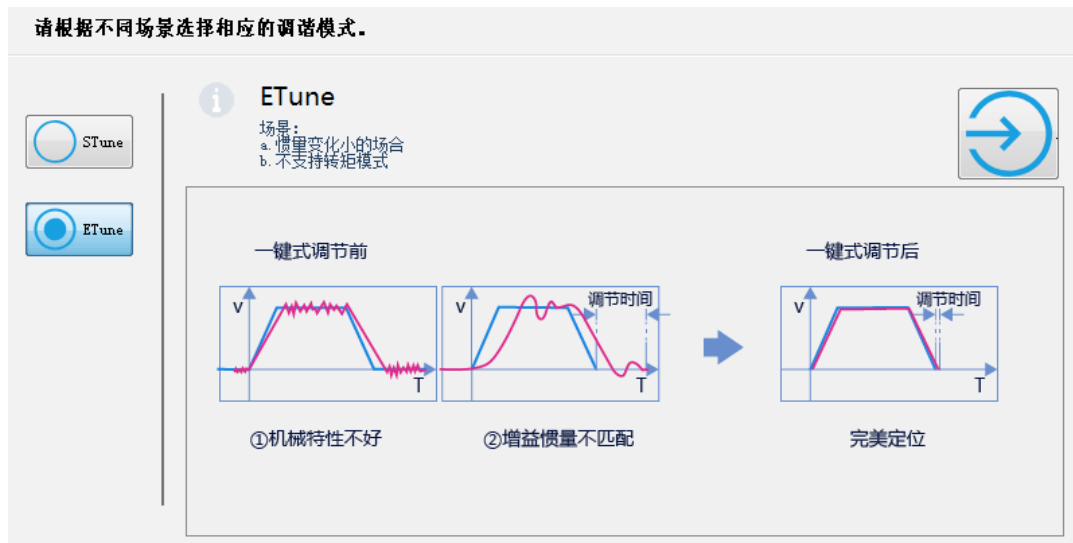 请根据不同场景选择相应的调谐模式。
STune
ETune
ETune
场景：
a.惯量变化小的场合
b.不支持转矩模式
一键式调节前
一键式调节后
V
T
V
调节时间
T
V
调节时间
T
①机械特性不好
②增益惯量不匹配
完美定位